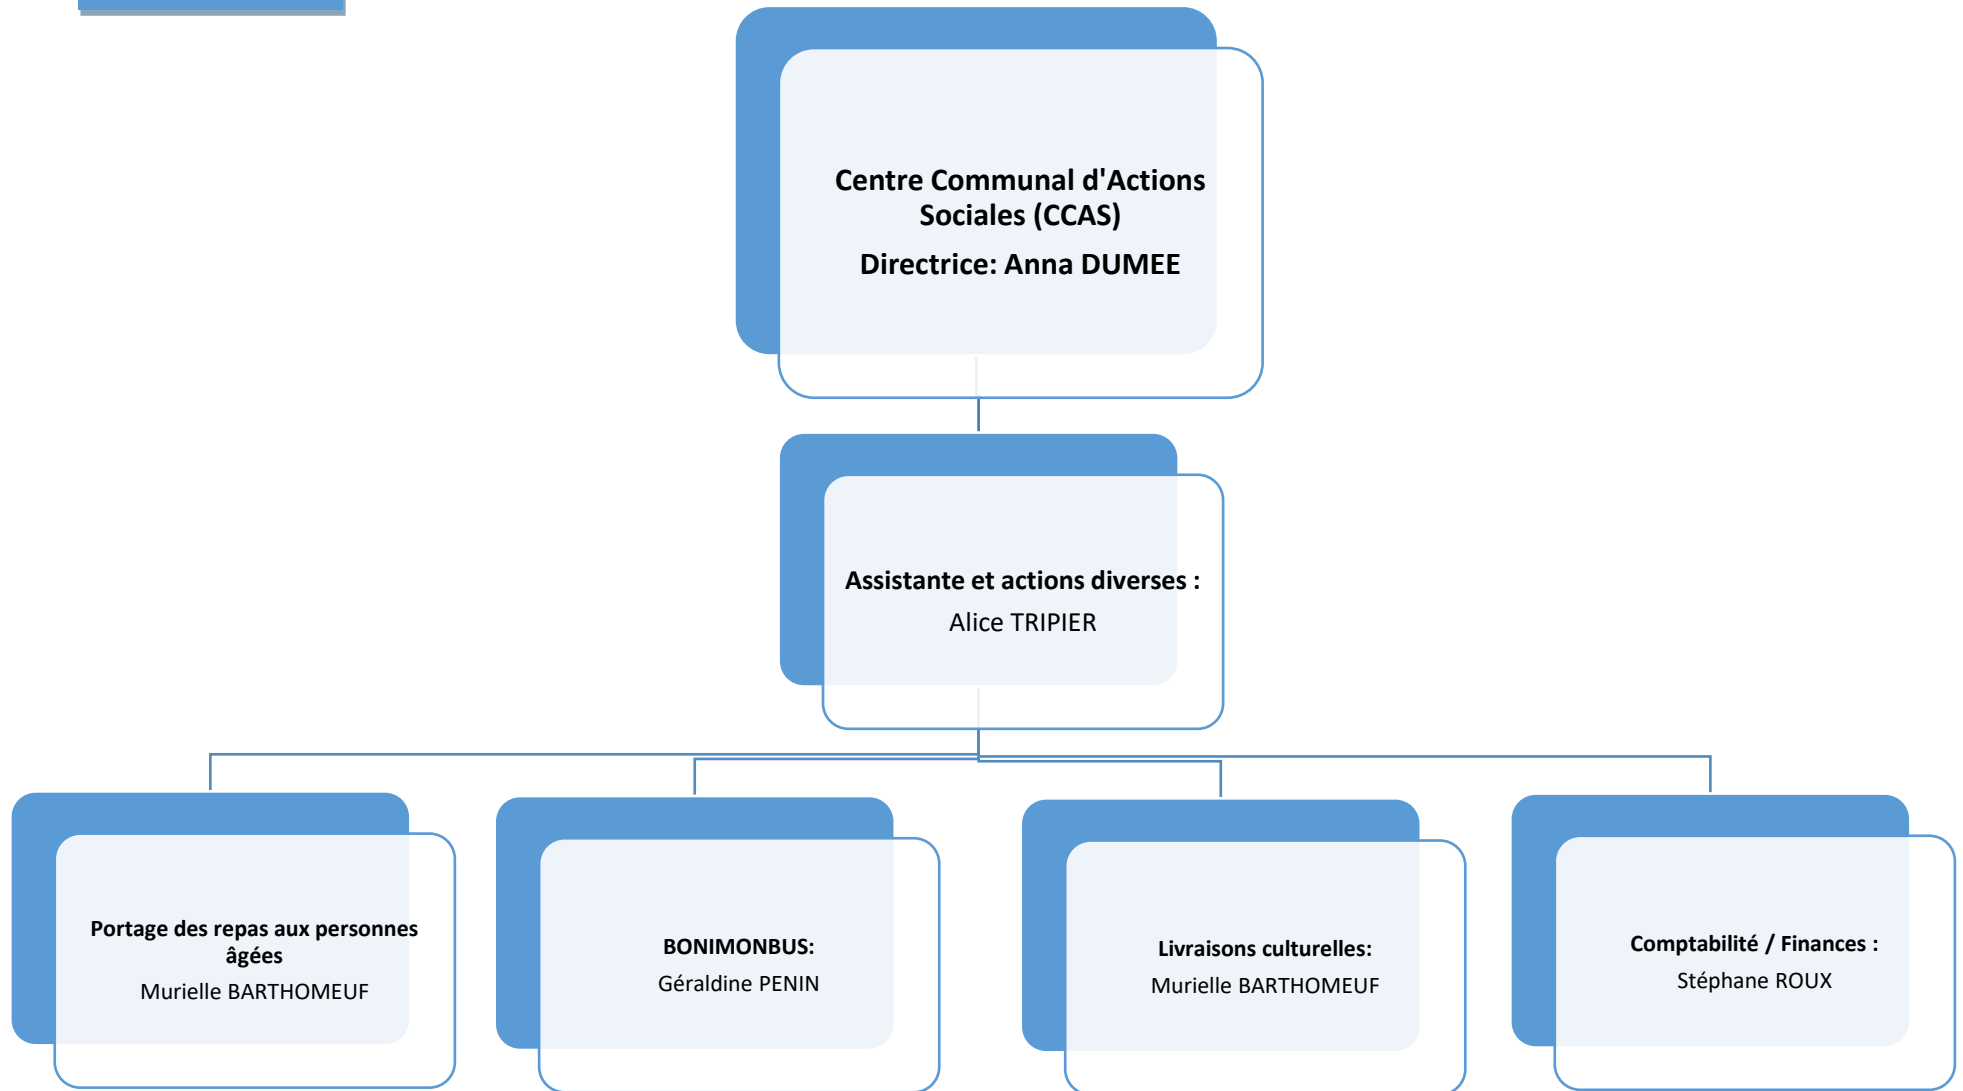 Centre Communal d'Actions
Sociales (CCAS)
Directrice: Anna DUMEE
Assistante et actions diverses :
Alice TRIPIER
Portage des repas aux personnes
âgées
Murielle BARTHOMEUF
BONIMONBUS:
Géraldine PENIN
Livraisons culturelles:
Murielle BARTHOMEUF
Comptabilité / Finances :
Stéphane ROUX